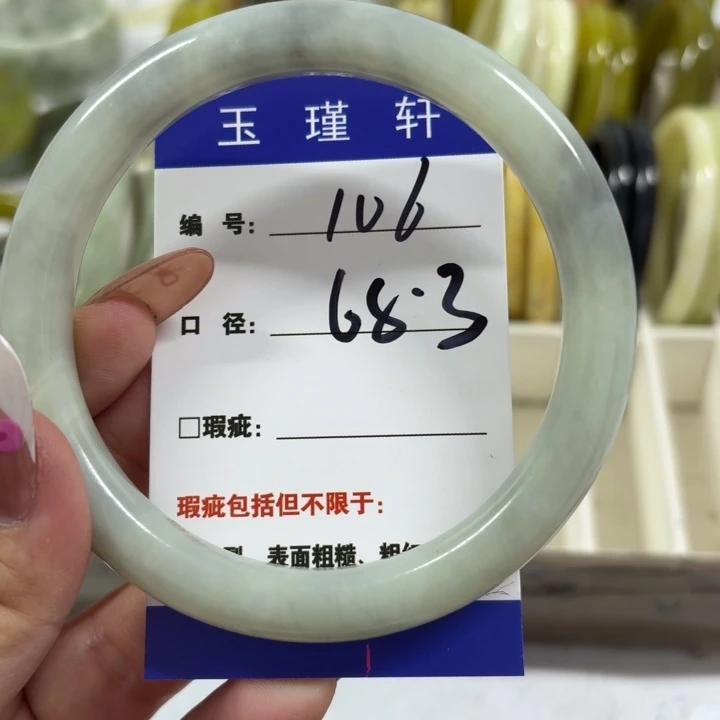 玉瑾轩
编号: 106
口径: 68.3
□瑕疵:
瑕疵包括但不限于:
表面粗糙、粗